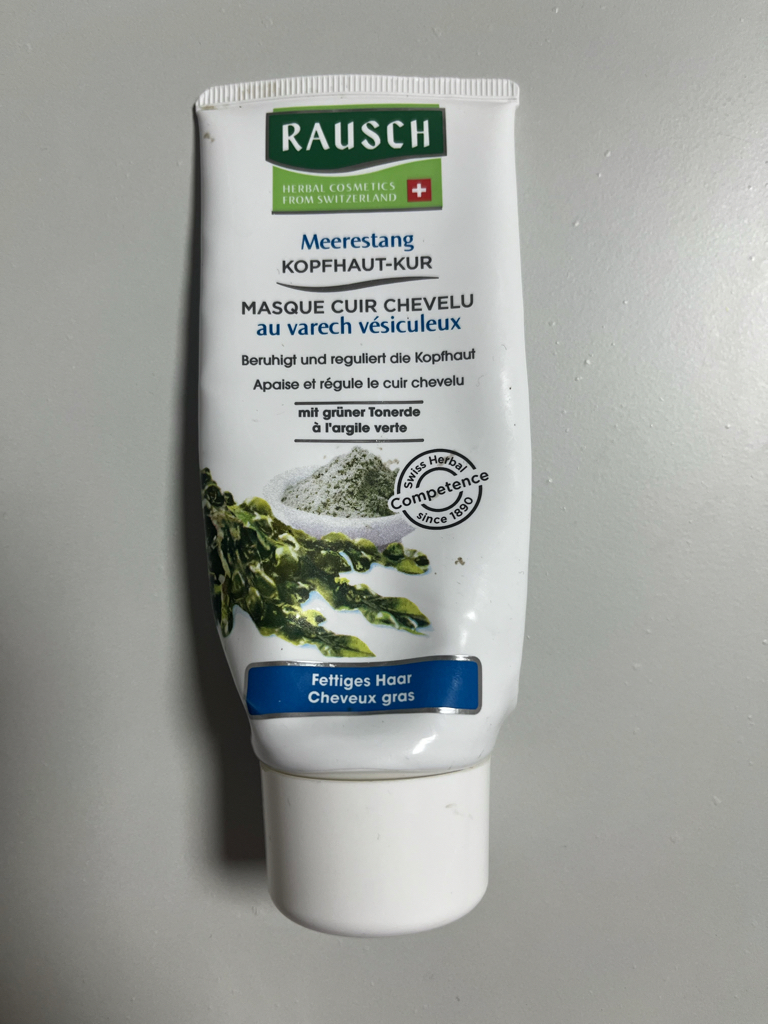 RAUSCH
HERBAL COSMETICS
FROM SWITZERLAND
Meerestang
KOPFHAUT-KUR
MASQUE CUIR CHEVELU
au varech vésiculeux
Beruhigt und reguliert die Kopfhaut
Apaise et régule le cuir chevelu
mit grüner Tonerde
à l'argile verte
Swiss Herbal
Competence
since 1890
Fettiges Haar
Cheveux gras